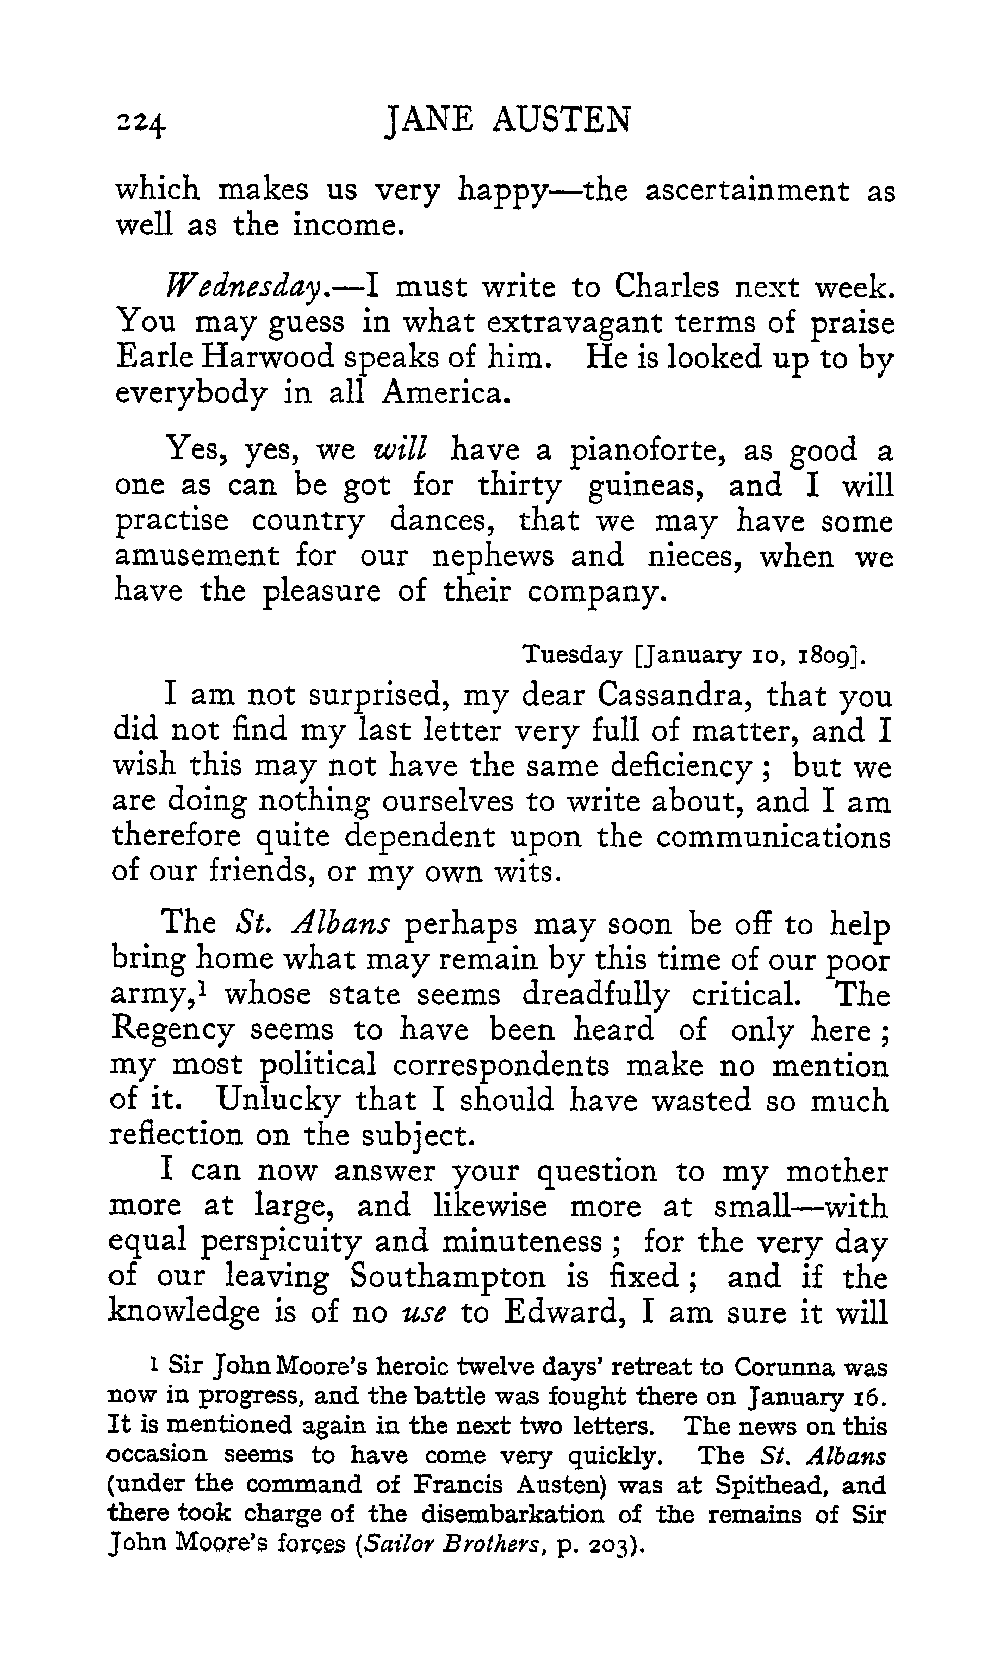 224 JANE AUSTEN
which makes us very happy—the ascertainment as
well as the income.
Wednesday.—I must write to Charles next week.
You may guess in what extravagant terms of praise
Earle Harwood speaks of him. He is looked up to by
everybody in all America.
Yes, yes, we will have a pianoforte, as good a
one as can be got for thirty guineas, and I will
practise country dances, that we may have some
amusement for our nephews and nieces, when we
have the pleasure of their company.
Tuesday [January 10, 1809].
I am not surprised, my dear Cassandra, that you
did not find my last letter very full of matter, and I
wish this may not have the same deficiency ; but we
are doing nothing ourselves to write about, and I am
therefore quite dependent upon the communications
of our friends, or my own wits.
The St. Albans perhaps may soon be off to help
bring home what may remain by this time of our poor
army,¹ whose state seems dreadfully critical. The
Regency seems to have been heard of only here ;
my most political correspondents make no mention
of it. Unlucky that I should have wasted so much
reflection on the subject.
I can now answer your question to my mother
more at large, and likewise more at small—with
equal perspicuity and minuteness ; for the very day
of our leaving Southampton is fixed ; and if the
knowledge is of no use to Edward, I am sure it will
1 Sir John Moore's heroic twelve days' retreat to Corunna was
now in progress, and the battle was fought there on January 16.
It is mentioned again in the next two letters. The news on this
occasion seems to have come very quickly. The St. Albans
(under the command of Francis Austen) was at Spithead, and
there took charge of the disembarkation of the remains of Sir
John Moore's forces (Sailor Brothers, p. 203).